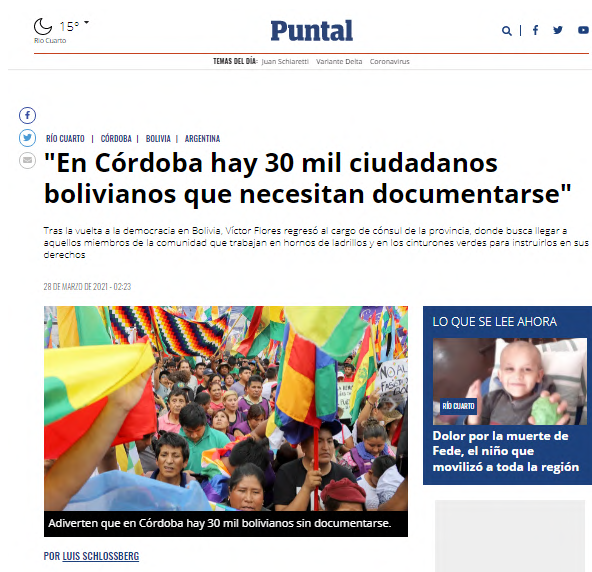 15°
Río Cuarto
Puntal
TEMAS DEL DÍA: Juan Schiaretti Variante Delta Coronavirus
RÍO CUARTO | CÓRDOBA | BOLIVIA | ARGENTINA
"En Córdoba hay 30 mil ciudadanos
bolivianos que necesitan documentarse"
Tras la vuelta a la democracia en Bolivia, Víctor Flores regresó al cargo de cónsul de la provincia, donde busca llegar a
aquellos miembros de la comunidad que trabajan en hornos de ladrillos y en los cinturones verdes para instruirlos en sus
derechos
28 DE MARZO DE 2021 - 02:23
NO AL
Adiverten que en Córdoba hay 30 mil bolivianos sin documentarse.
POR LUIS SCHLOSSBERG
LO QUE SE LEE AHORA
RÍO CUARTO
Dolor por la muerte de
Fede, el niño que
movilizó a toda la región